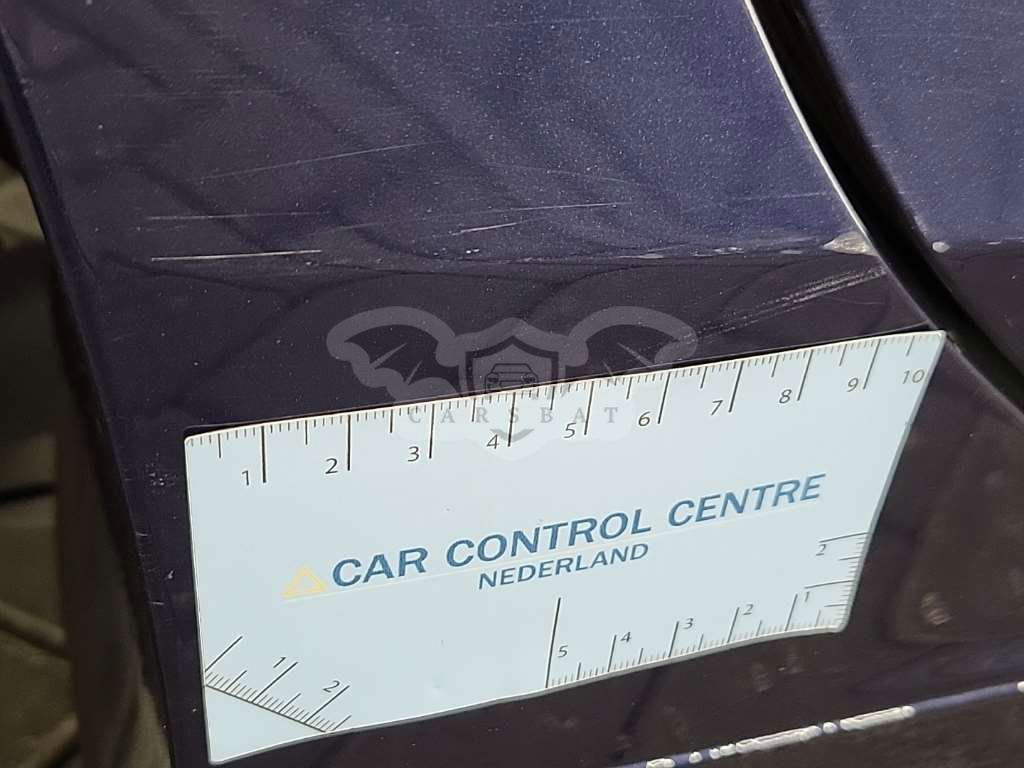 CARSBAT
1 2 3 4 5 6 7 8 9 10
CAR CONTROL CENTRE
NEDERLAND
2
1
5 4 3 2
1 2